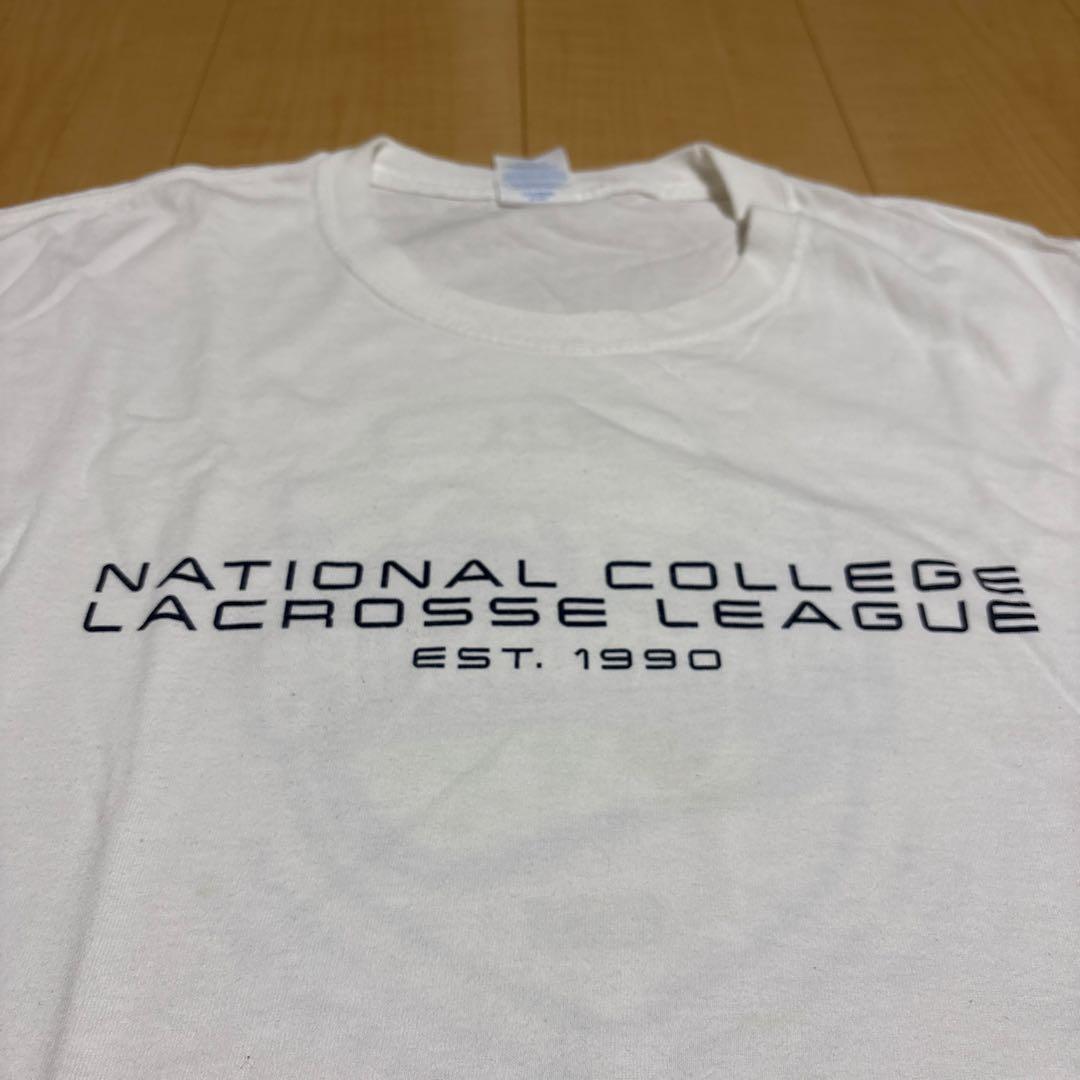 NATIONAL COLLEGE
LACROSSE LEAGUE
EST. 1990